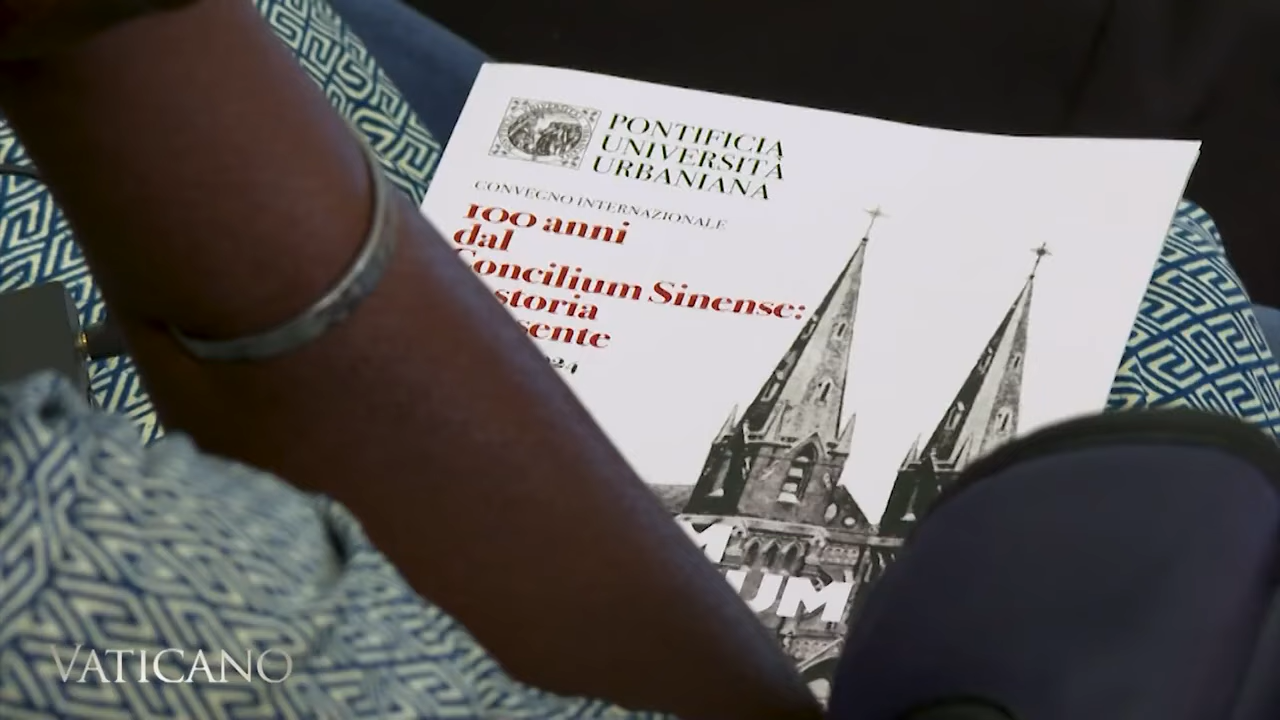 PONTIFICIA
UNIVERSITÀ
URBANIANA
CONVEGNO INTERNAZIONALE
100 anni
dal
Concilium Sinense:
storia
VATICANO